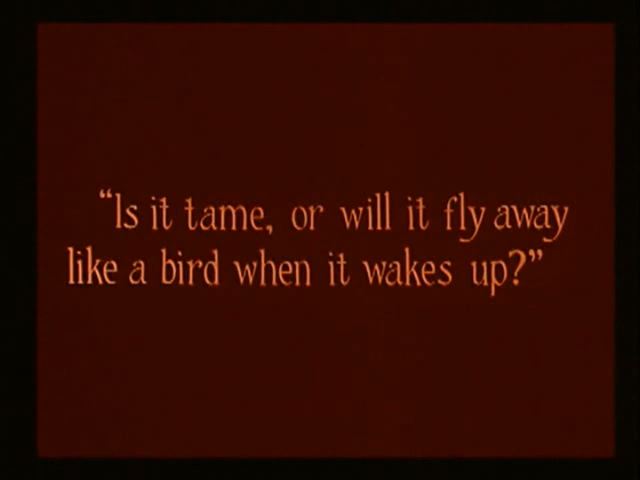 “Is it tame, or will it fly away
like a bird when it wakes up?”